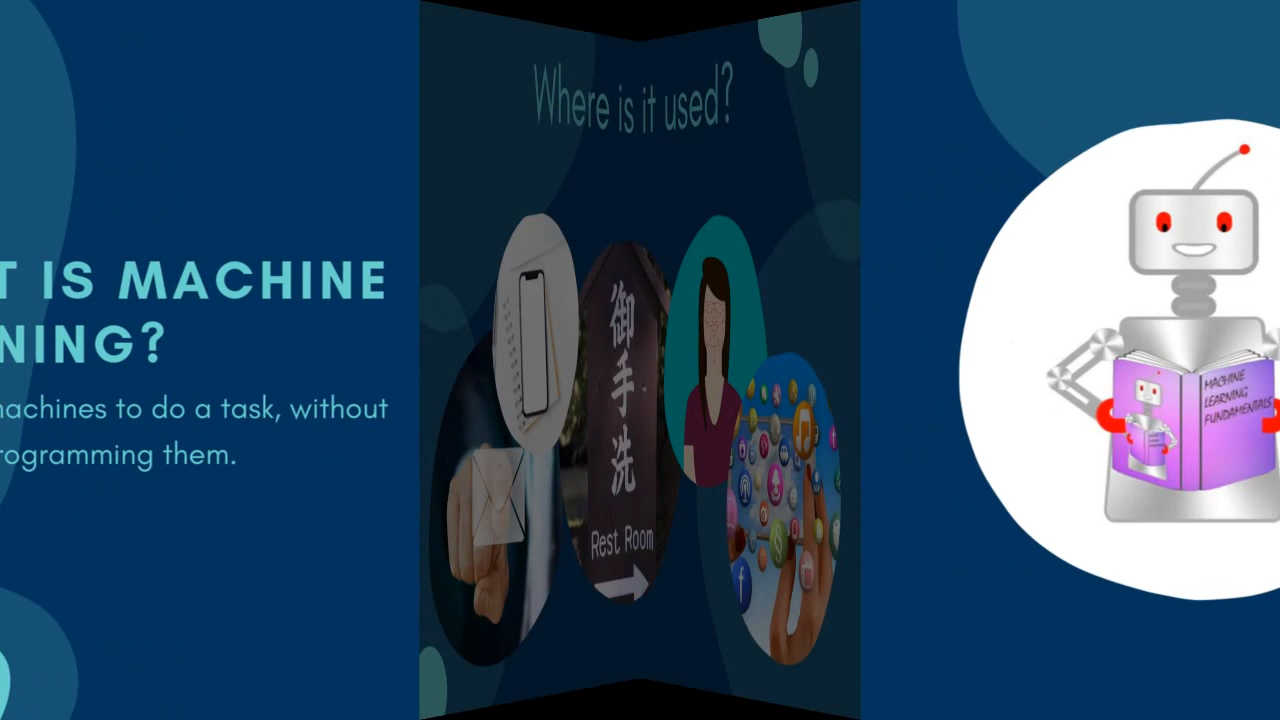 T IS MACHINE
NING?
machines to do a task, without
rogramming them.
Where is it used?
御手洗
Rest Room
MACHINE
LEARNING
FUNDAMENTALS